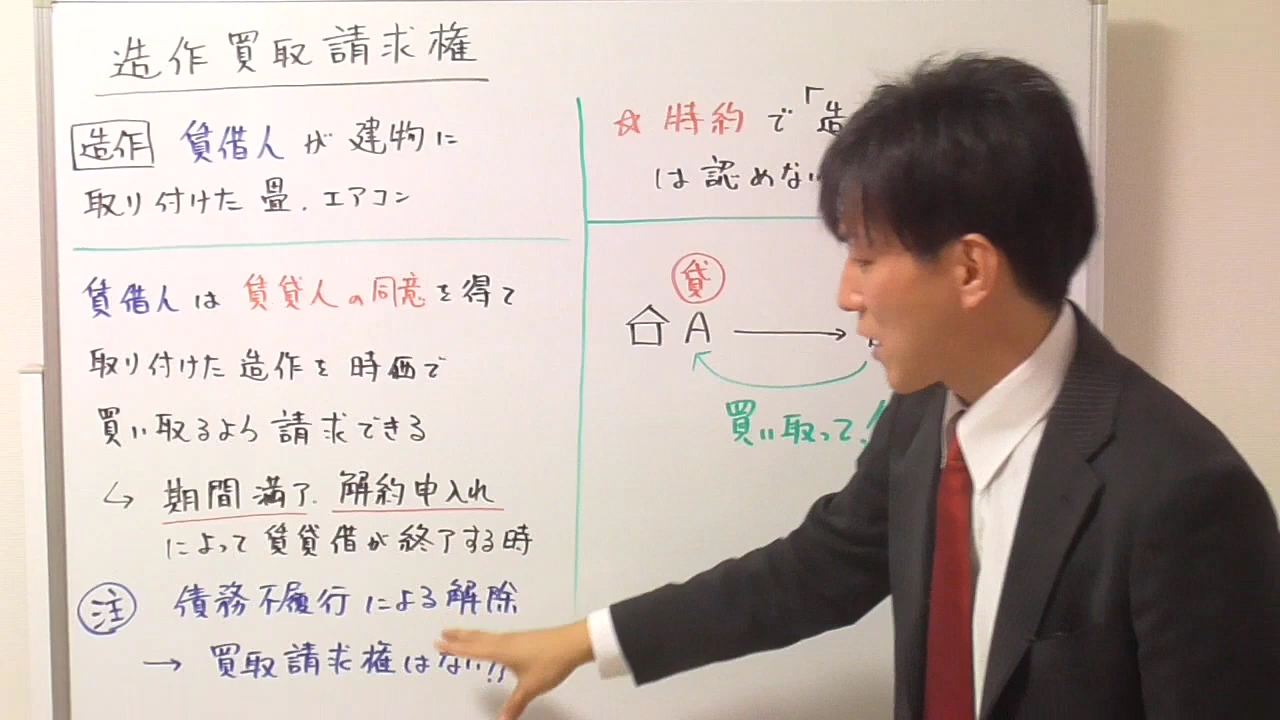 造作買取請求権
造作 賃借人が建物に
取り付けた畳.エアコン
賃借人は賃貸人の同意を得て
取り付けた造作を時価で
買い取るよう請求できる
↳ 期間満了.解約申入れ
によって賃貸借が終了する時
注 債務不履行による解除
→ 買取請求権はない!!
☆ 特約で「造
は認めない
貸
A
買い取って!